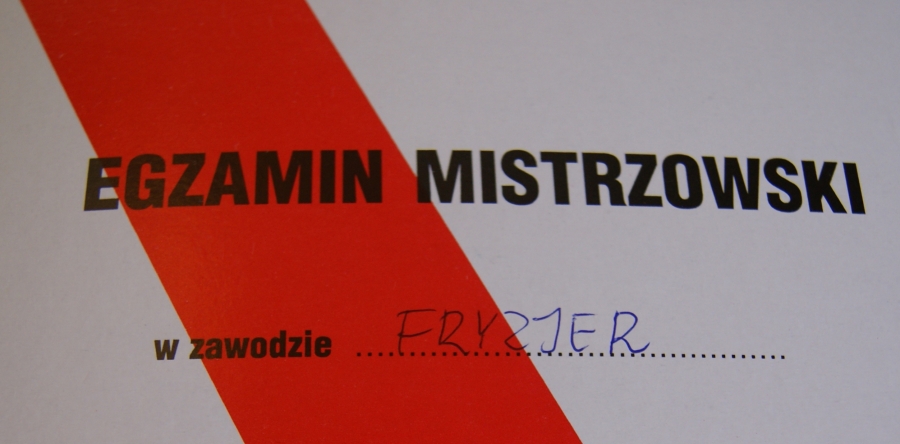 EGZAMIN MISTRZOWSKI
w zawodzie ........FRYZJER........